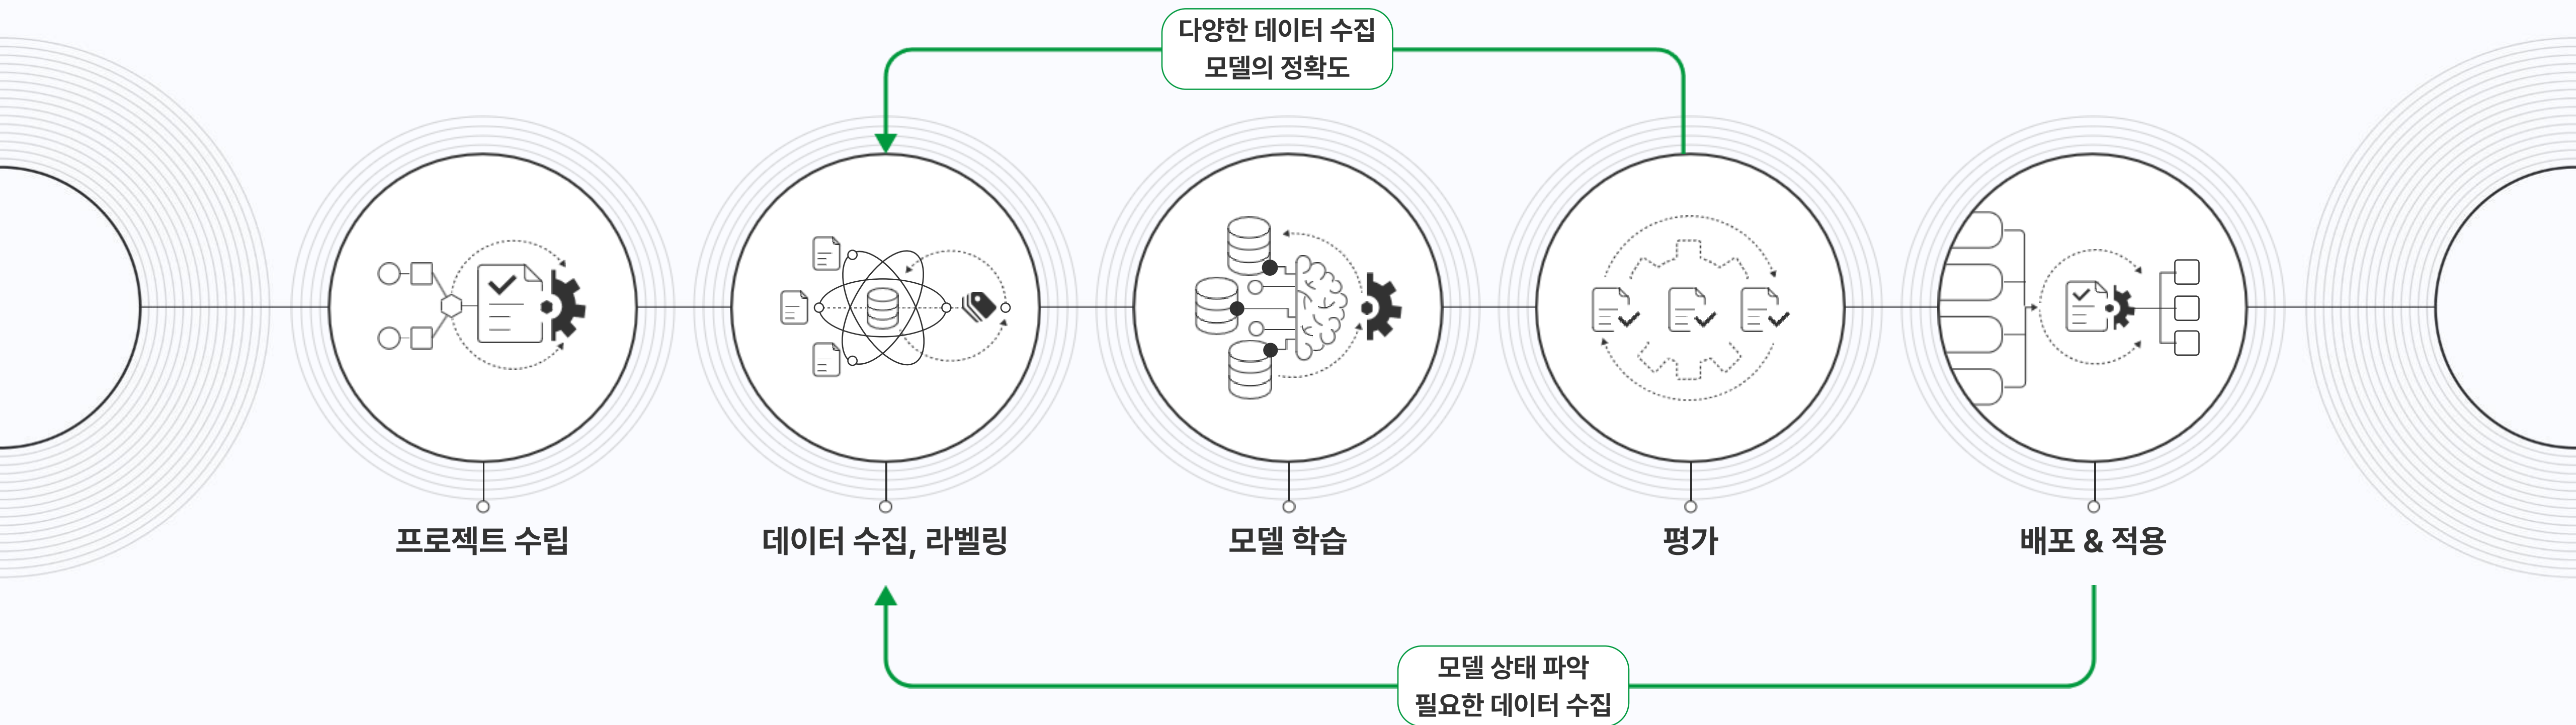 다양한 데이터 수집
모델의 정확도
프로젝트 수립
데이터 수집, 라벨링
모델 학습
평가
배포 & 적용
모델 상태 파악
필요한 데이터 수집